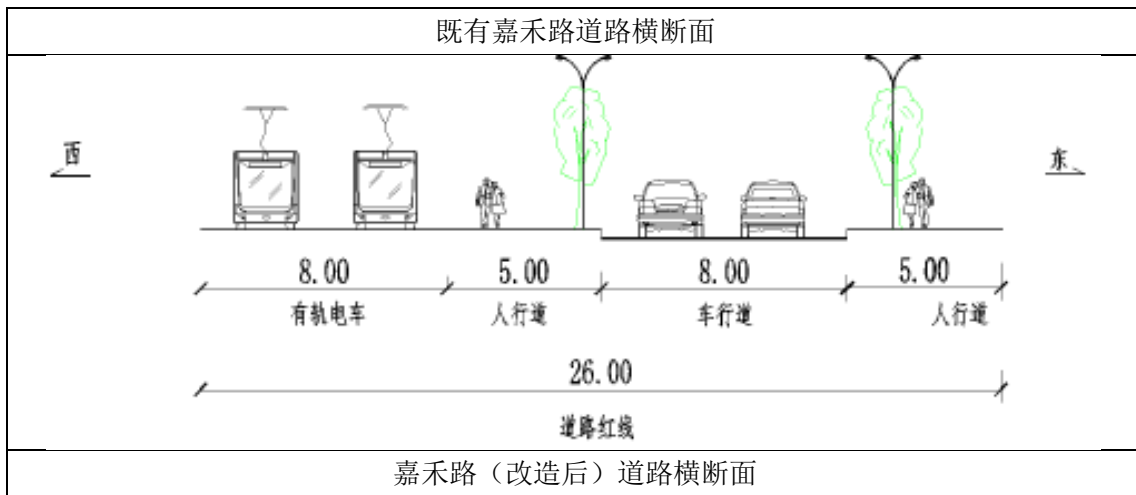 既有嘉禾路道路横断面
西 东
8.00 5.00 8.00 5.00
有轨电车 人行道 车行道 人行道
26.00
道路红线
嘉禾路（改造后）道路横断面